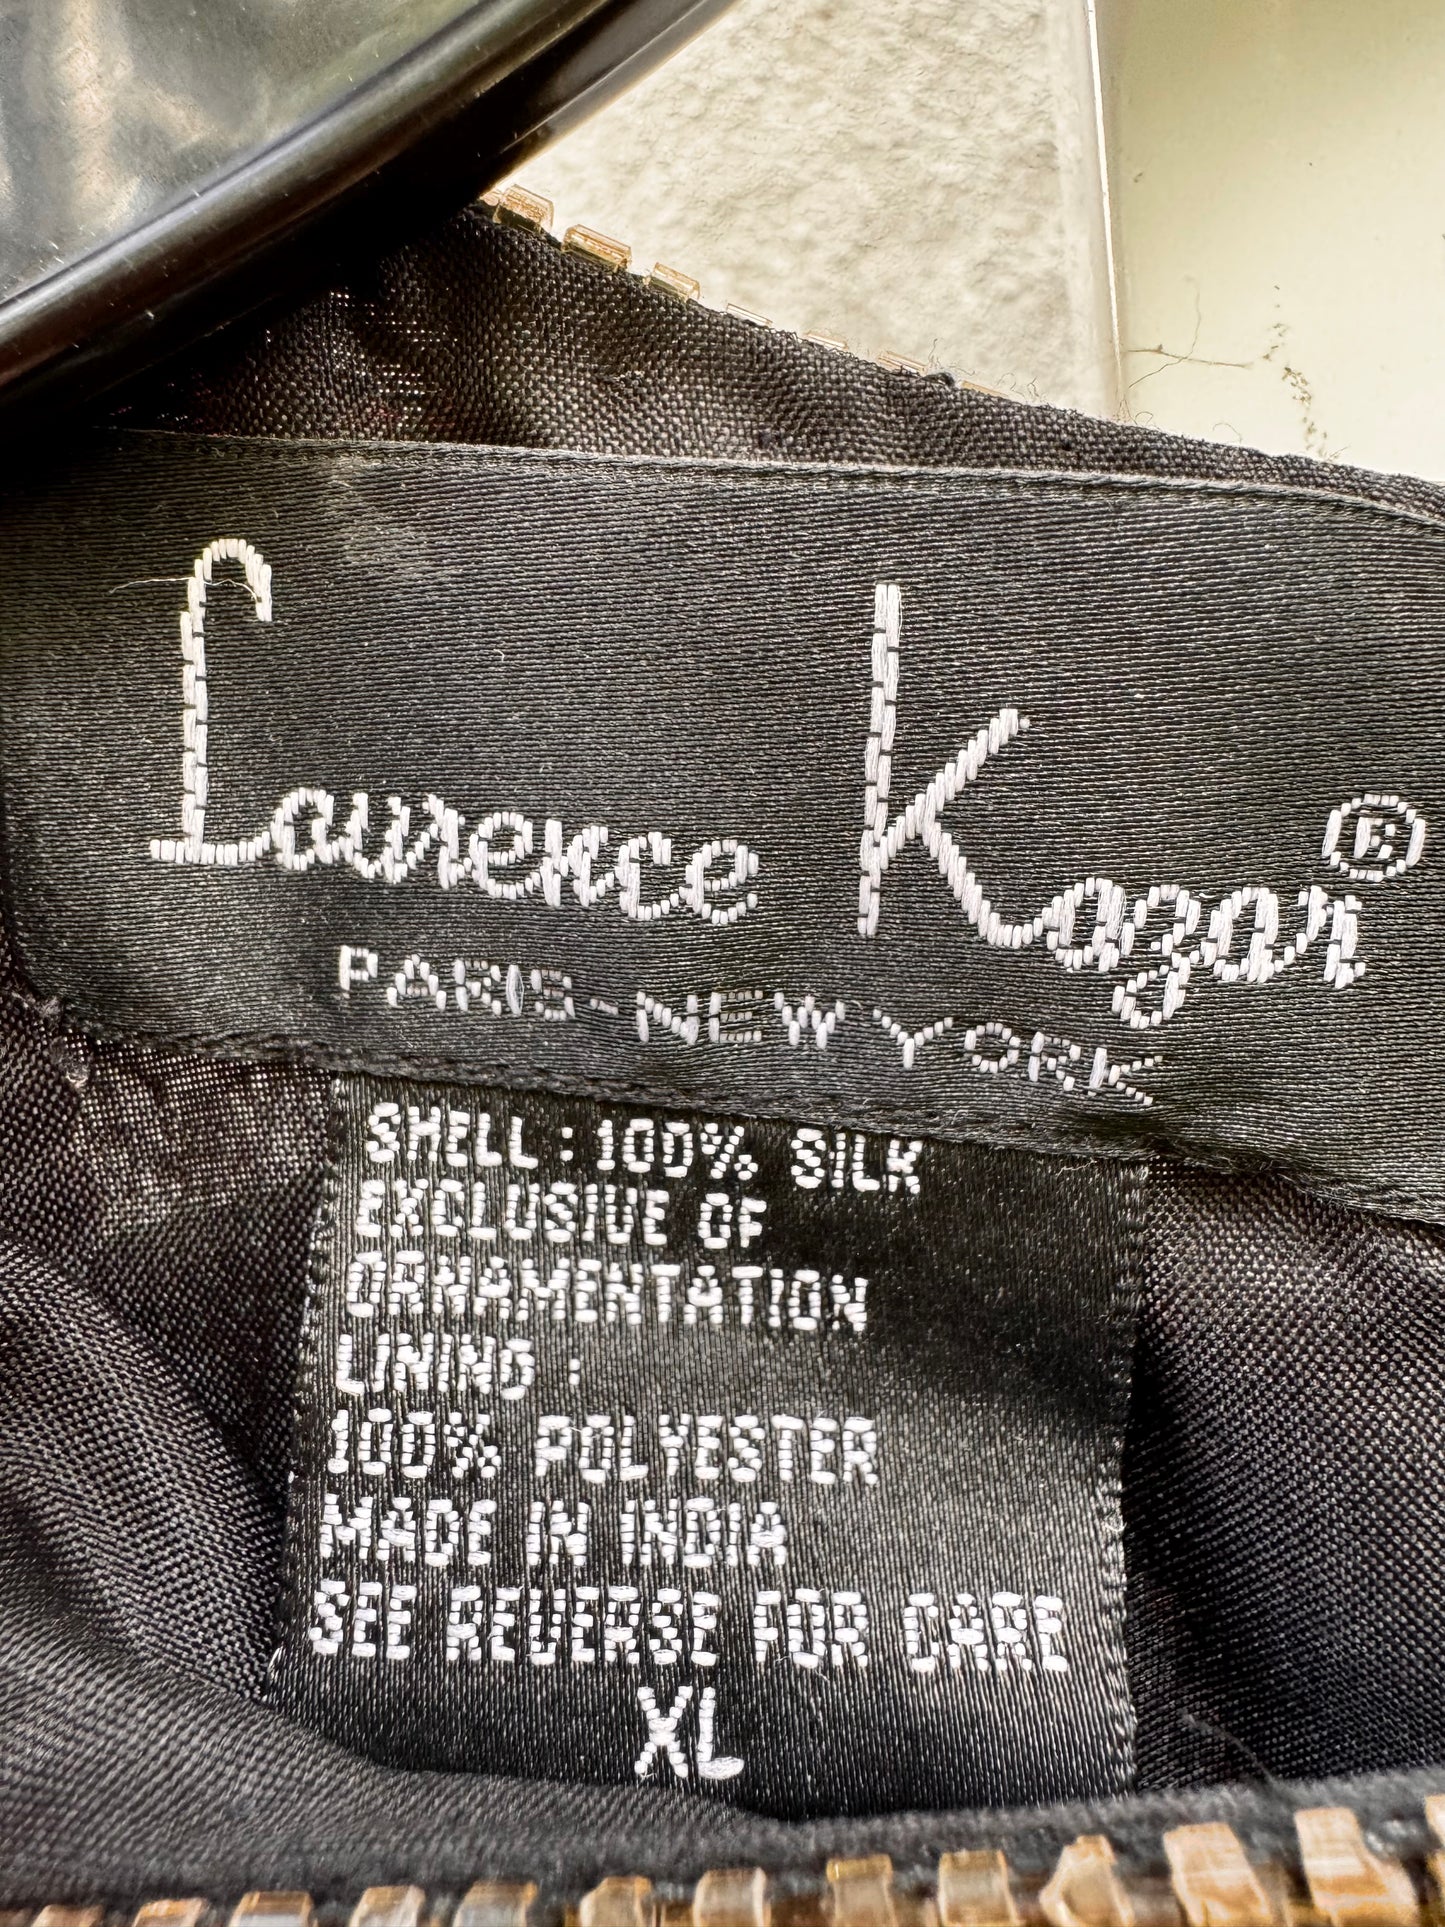 Laurence Kazar ®
PARIS-NEW YORK
SHELL : 100% SILK
EXCLUSIVE OF
ORNAMENTATION
LINING :
100% POLYESTER
MADE IN INDIA
SEE REVERSE FOR CARE
XL